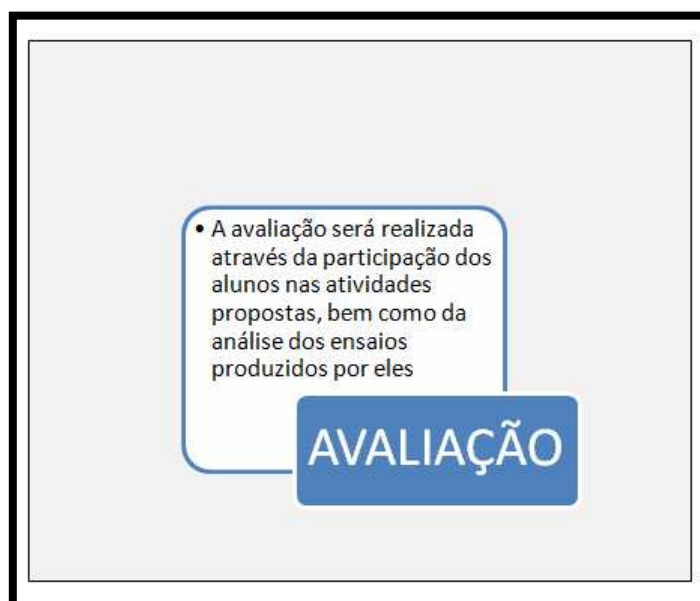 • A avaliação será realizada
através da participação dos
alunos nas atividades
propostas, bem como da
análise dos ensaios
produzidos por eles
AVALIAÇÃO